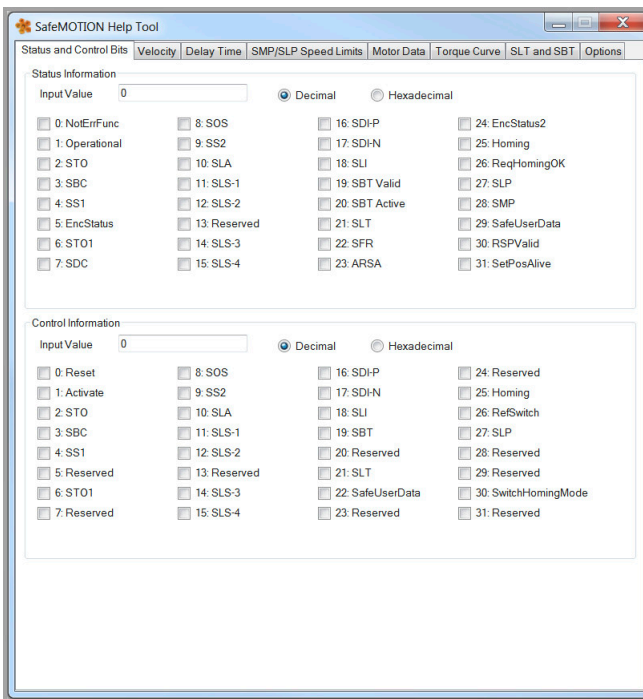 SafeMOTION Help Tool
Status and Control Bits Velocity Delay Time SMP/SLP Speed Limits Motor Data Torque Curve SLT and SBT Options
Status Information
Input Value 0 Decimal Hexadecimal
0: NotErrFunc 8: SOS 16: SDI-P 24: EncStatus2
1: Operational 9: SS2 17: SDI-N 25: Homing
2: STO 10: SLA 18: SLI 26: ReqHomingOK
3: SBC 11: SLS-1 19: SBT Valid 27: SLP
4: SS1 12: SLS-2 20: SBT Active 28: SMP
5: EncStatus 13: Reserved 21: SLT 29: SafeUserData
6: STO1 14: SLS-3 22: SFR 30: RSPValid
7: SDC 15: SLS-4 23: ARSA 31: SetPosAlive
Control Information
Input Value 0 Decimal Hexadecimal
0: Reset 8: SOS 16: SDI-P 24: Reserved
1: Activate 9: SS2 17: SDI-N 25: Homing
2: STO 10: SLA 18: SLI 26: RefSwitch
3: SBC 11: SLS-1 19: SBT 27: SLP
4: SS1 12: SLS-2 20: Reserved 28: Reserved
5: Reserved 13: Reserved 21: SLT 29: Reserved
6: STO1 14: SLS-3 22: SafeUserData 30: SwitchHomingMode
7: Reserved 15: SLS-4 23: Reserved 31: Reserved